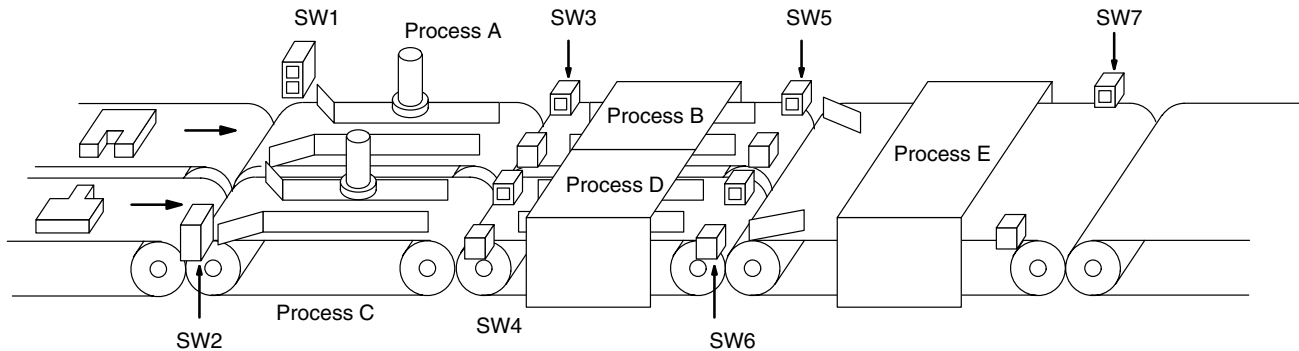 SW1
Process A
SW3
SW5
SW7
Process B
Process E
Process D
Process C
SW4
SW2
SW6